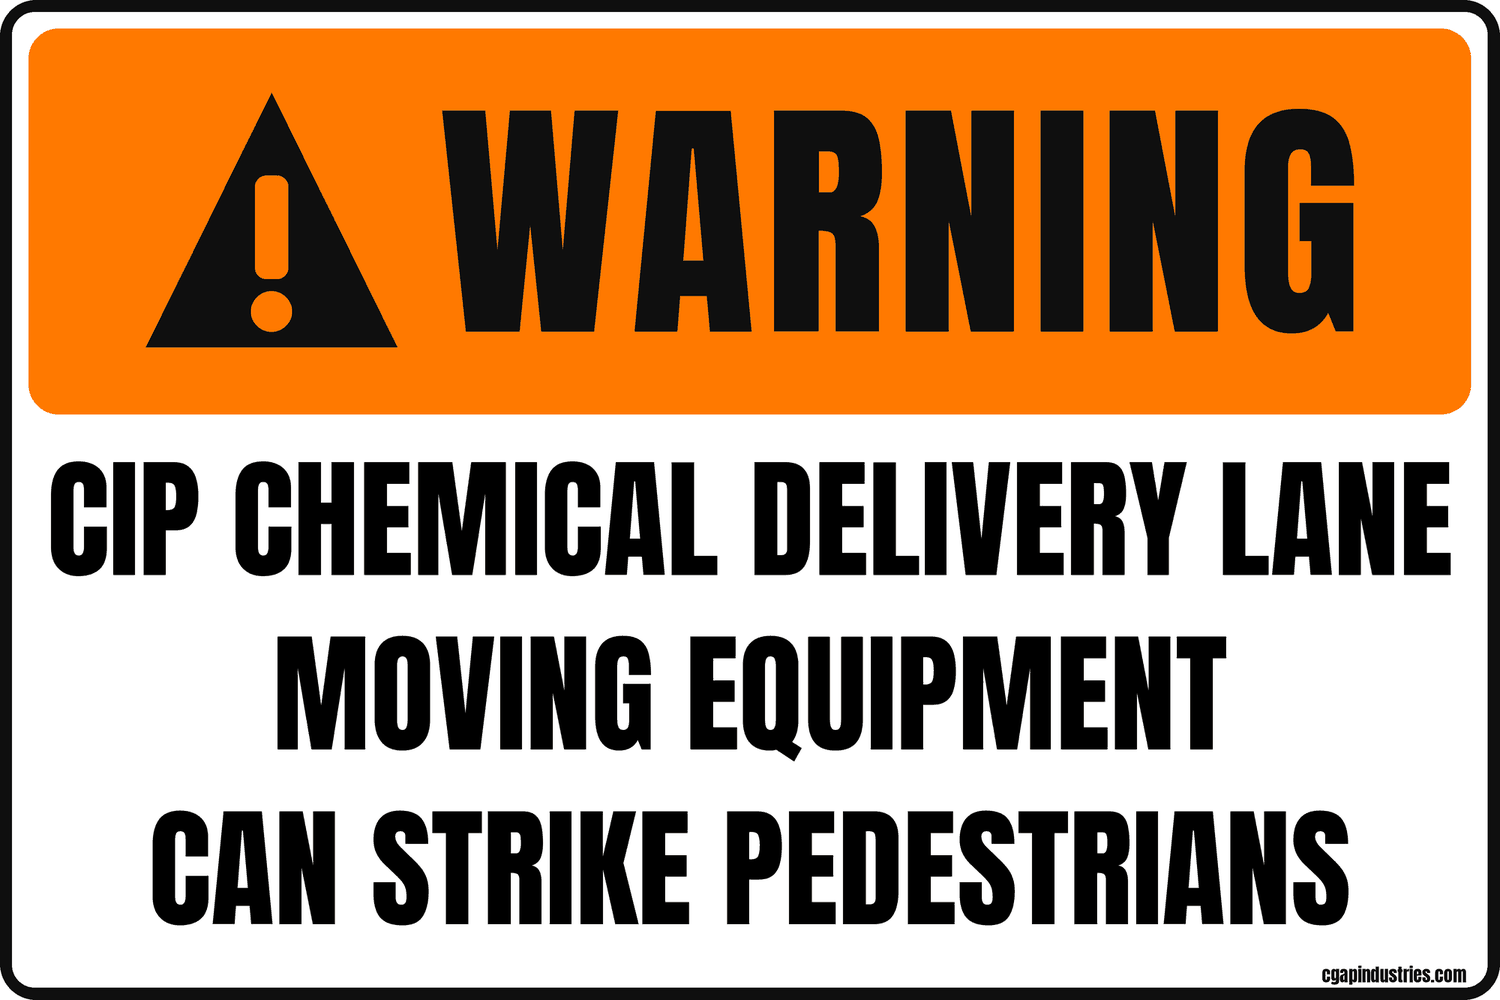 WARNING
CIP CHEMICAL DELIVERY LANE
MOVING EQUIPMENT
CAN STRIKE PEDESTRIANS
cgapindustries.com